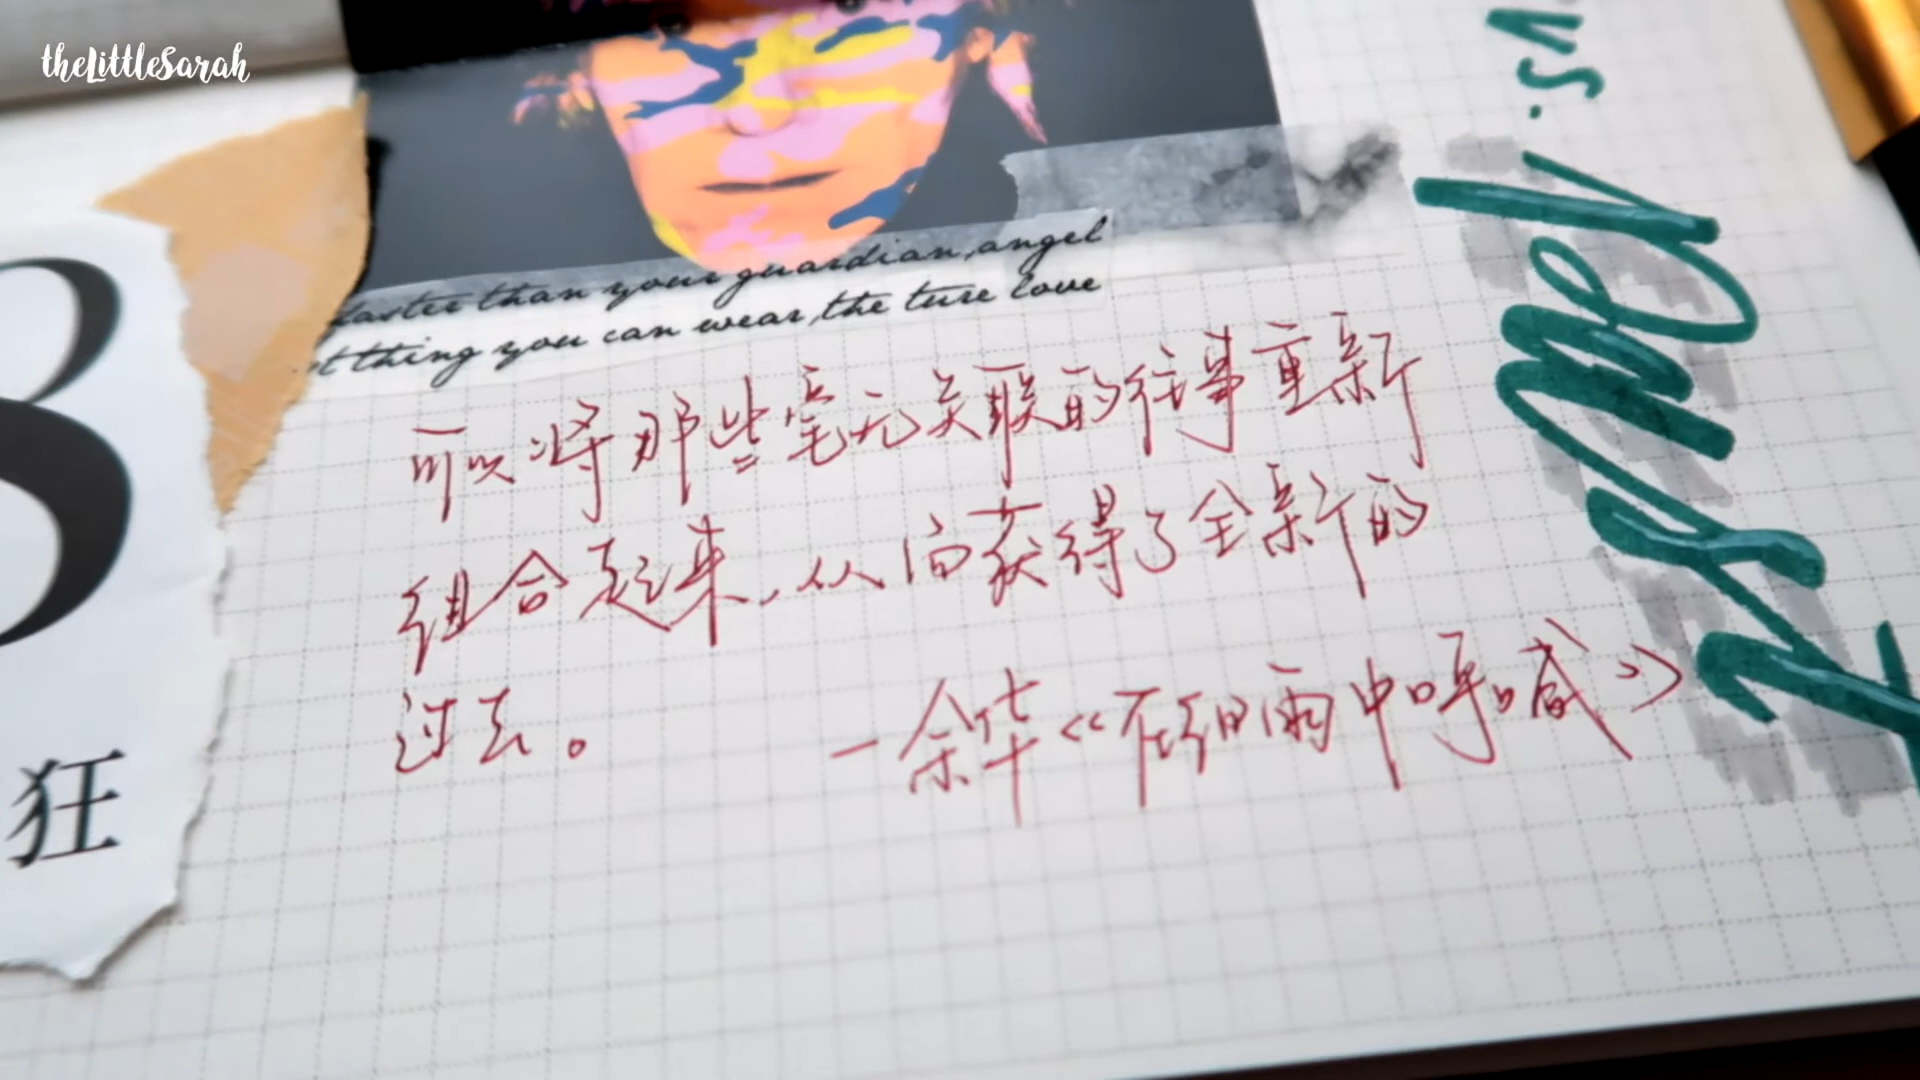 theLittleSarah
faster than your guardian,angel
t thing you can wear,the ture love
可以将那些毫无关联的往事重新
组合起来，从而获得了全新的
过去。
—余华《在细雨中呼喊》
狂